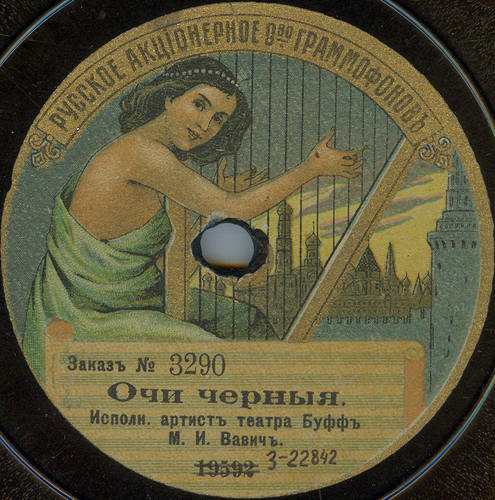 РУССКОЕ АКЦІОНЕРНОЕ О-ВО ГРАММОФОНОВЪ
Заказъ № 3290
Очи черныя.
Исполн. артистъ театра Буффъ
М. И. Вавичъ.
19592 3-22842